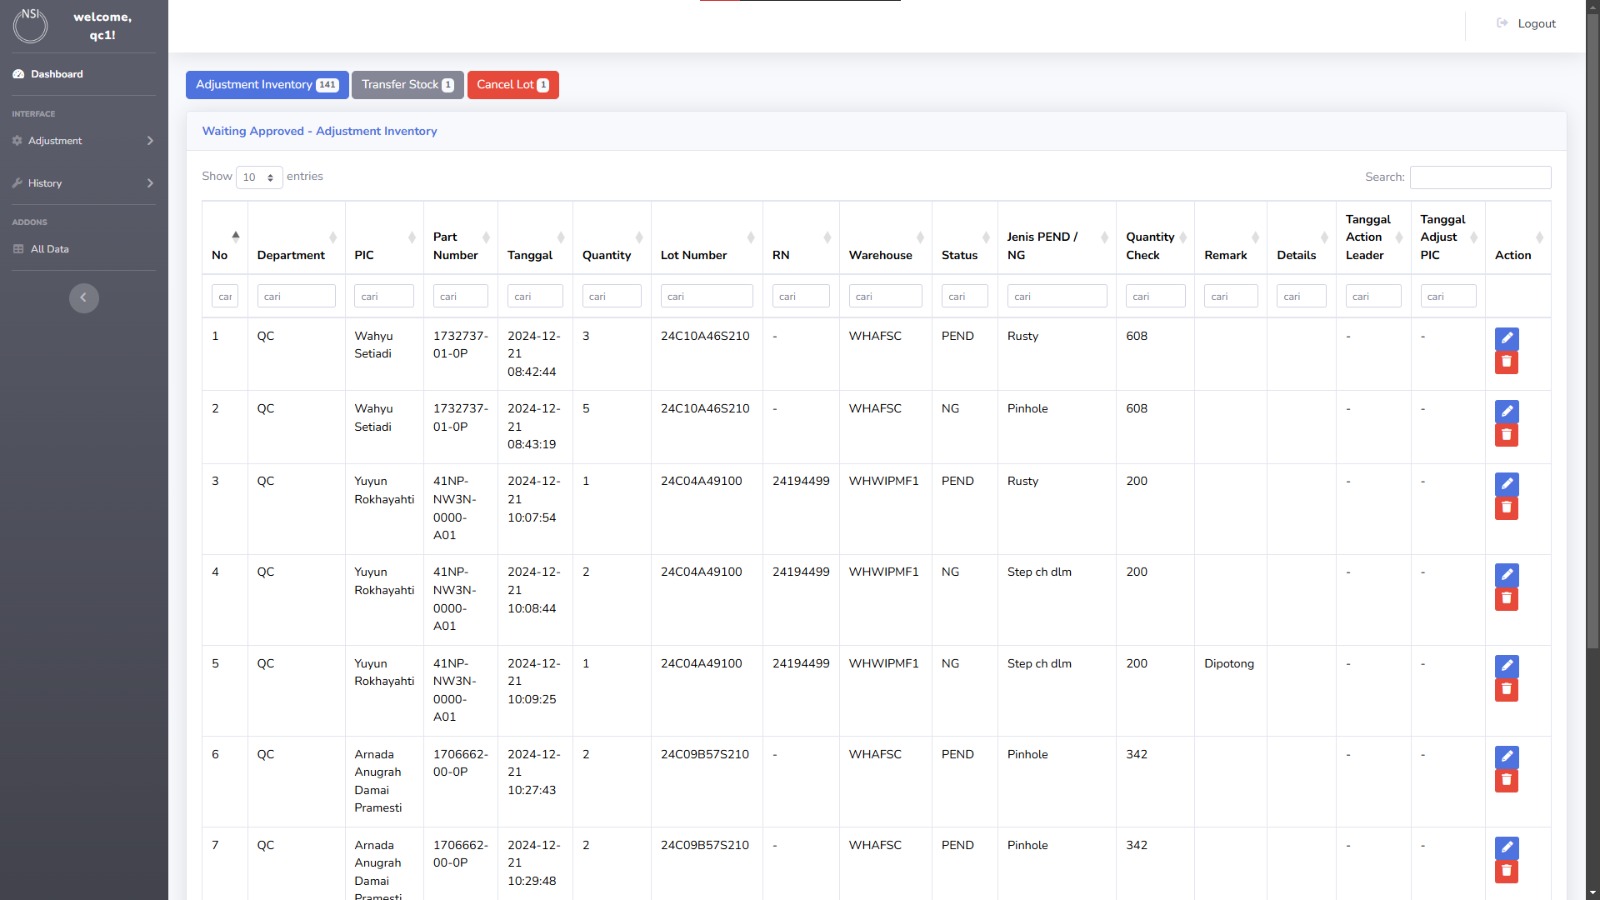 NSI
welcome,
qc1!
Dashboard
INTERFACE
Adjustment
History
ADDONS
All Data
Logout
Adjustment Inventory 141 Transfer Stock 1 Cancel Lot 1
Waiting Approved - Adjustment Inventory
Show 10 entries Search:
No Department PIC Part Number Tanggal Quantity Lot Number RN Warehouse Status Jenis PEND / NG Quantity Check Remark Details Tanggal Action Leader Tanggal Adjust PIC Action
cari cari cari cari cari cari cari cari cari cari cari cari cari cari cari cari
1 QC Wahyu Setiadi 1732737-01-0P 2024-12-21 08:42:44 3 24C10A46S210 - WHAFSC PEND Rusty 608 - -
2 QC Wahyu Setiadi 1732737-01-0P 2024-12-21 08:43:19 5 24C10A46S210 - WHAFSC NG Pinhole 608 - -
3 QC Yuyun Rokhayahti 41NP-NW3N-0000-A01 2024-12-21 10:07:54 1 24C04A49100 24194499 WHWIPMF1 PEND Rusty 200 - -
4 QC Yuyun Rokhayahti 41NP-NW3N-0000-A01 2024-12-21 10:08:44 2 24C04A49100 24194499 WHWIPMF1 NG Step ch dlm 200 - -
5 QC Yuyun Rokhayahti 41NP-NW3N-0000-A01 2024-12-21 10:09:25 1 24C04A49100 24194499 WHWIPMF1 NG Step ch dlm 200 Dipotong - -
6 QC Arnada Anugrah Damai Pramesti 1706662-00-0P 2024-12-21 10:27:43 2 24C09B57S210 - WHAFSC PEND Pinhole 342 - -
7 QC Arnada Anugrah Damai Pramesti 1706662-00-0P 2024-12-21 10:29:48 2 24C09B57S210 - WHAFSC PEND Pinhole 342 - -